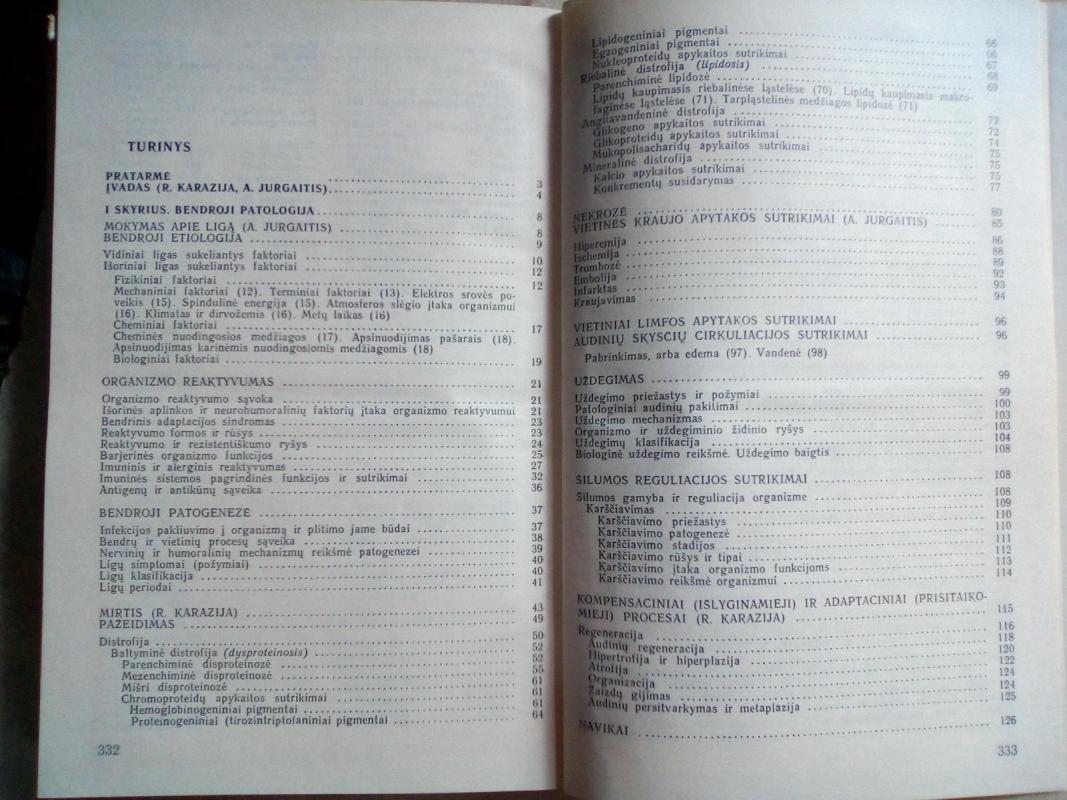 TURINYS
PRATARMĖ 3
ĮVADAS (R. KARAZIJA, A. JURGAITIS) 4
I SKYRIUS. BENDROJI PATOLOGIJA 8
MOKYMAS APIE LIGĄ (A. JURGAITIS) 8
BENDROJI ETIOLOGIJA 9
Vidiniai ligas sukeliantys faktoriai 10
Išoriniai ligas sukeliantys faktoriai 12
Fizikiniai faktoriai 12
Mechaniniai faktoriai (12). Terminiai faktoriai (13). Elektros srovės po-
veikis (15). Spindulinė energija (15). Atmosferos slėgio įtaka organizmui
(16). Klimatas ir dirvožemis (16). Metų laikas (16)
Cheminiai faktoriai 17
Cheminės nuodingosios medžiagos (17). Apsinuodijimas pašarais (18).
Apsinuodijimas karinėmis nuodingosiomis medžiagomis (18)
Biologiniai faktoriai 19
ORGANIZMO REAKTYVUMAS 21
Organizmo reaktyvumo sąvoka 21
Išorinės aplinkos ir neurohumoralinių faktorių įtaka organizmo reaktyvumui 21
Bendrinis adaptacijos sindromas 23
Reaktyvumo formos ir rūšys 23
Reaktyvumo ir rezistentiškumo ryšys 24
Barjerinės organizmo funkcijos 25
Imuninis ir alerginis reaktyvumas 27
Imuninės sistemos pagrindinės funkcijos ir sutrikimai 32
Antigenų ir antikūnų sąveika 36
BENDROJI PATOGENEZĖ 37
Infekcijos pakliuvimo į organizmą ir plitimo jame būdai 37
Bendrų ir vietinių procesų sąveika 38
Nervinių ir humoralinių mechanizmų reikšmė patogenezei 39
Ligų simptomai (požymiai) 40
Ligų klasifikacija 40
Ligų periodai 41
MIRTIS (R. KARAZIJA) 43
PAŽEIDIMAS 49
Distrofija 50
Baltyminė distrofija (dysproteinosis) 52
Parenchiminė disproteinozė 52
Mezenchiminė disproteinozė 55
Mišri disproteinozė 61
Chromoproteidų apykaitos sutrikimai 61
Hemoglobinogeniniai pigmentai 61
Proteinogeniniai (tirozintriptofaniniai pigmentai 64
332
Lipidogeniniai pigmentai 66
Egzogeniniai pigmentai 66
Nukleoproteidų apykaitos sutrikimai 67
Riebalinė distrofija (lipidosis) 68
Parenchiminė lipidozė 69
Lipidų kaupimasis riebalinėse ląstelėse (70). Lipidų kaupimasis makro-
faginėse ląstelėse (71). Tarpląstelinės medžiagos lipidozė (71)
Angliavandeninė distrofija 72
Glikogeno apykaitos sutrikimai 72
Glikoproteidų apykaitos sutrikimai 74
Mukopolisacharidų apykaitos sutrikimai 75
Mineralinė distrofija 75
Kalcio apykaitos sutrikimai 75
Konkrementų susidarymas 77
NEKROZĖ 80
VIETINĖS KRAUJO APYTAKOS SUTRIKIMAI (A. JURGAITIS) 85
Hiperemija 86
Išchemija 88
Trombozė 89
Embolija 92
Infarktas 93
Kraujavimas 94
VIETINIAI LIMFOS APYTAKOS SUTRIKIMAI 96
AUDINIŲ SKYSČIŲ CIRKULIACIJOS SUTRIKIMAI 96
Pabrinkimas, arba edema (97). Vandenė (98)
UŽDEGIMAS 99
Uždegimo priežastys ir požymiai 99
Patologiniai audinių pakitimai 100
Uždegimo mechanizmas 103
Organizmo ir uždegiminio židinio ryšys 103
Uždegimų klasifikacija 104
Biologinė uždegimo reikšmė. Uždegimo baigtis 108
ŠILUMOS REGULIACIJOS SUTRIKIMAI 108
Šilumos gamyba ir reguliacija organizme 108
Karščiavimas 109
Karščiavimo priežastys 110
Karščiavimo patogenezė 110
Karščiavimo stadijos 111
Karščiavimo rūšys ir tipai 112
Karščiavimo įtaka organizmo funkcijoms 113
Karščiavimo reikšmė organizmui 114
KOMPENSACINIAI (IŠLYGINAMIEJI) IR ADAPTACINIAI (PRISITAIKO-
MIEJI) PROCESAI (R. KARAZIJA) 115
Regeneracija 116
Audinių regeneracija 118
Hipertrofija ir hiperplazija 120
Atrofija 122
Organizacija 124
Žaizdų gijimas 124
Audinių persitvarkymas ir metaplazija 125
NAVIKAI 126
333